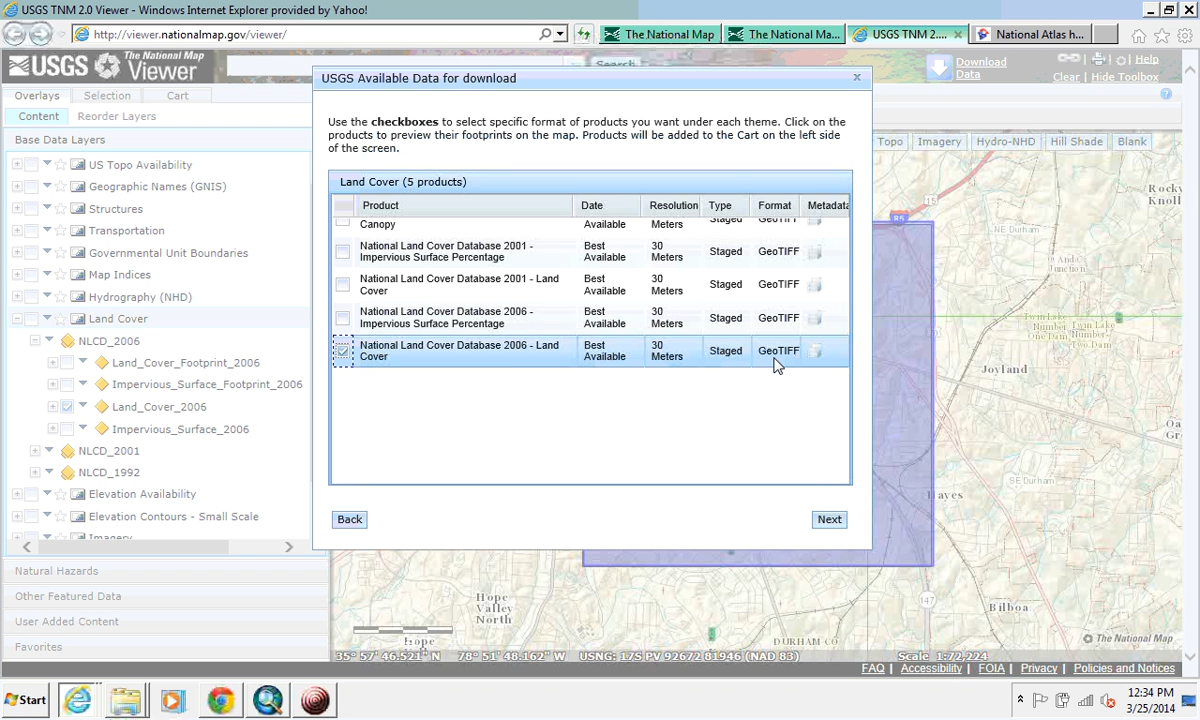 USGS TNM 2.0 Viewer - Windows Internet Explorer provided by Yahoo!
http://viewer.nationalmap.gov/viewer/
The National Map
The National Ma...
USGS TNM 2....
National Atlas h...
USGS The National Map Viewer
Search
Download Data
Help
Clear | Hide Toolbox
Overlays
Selection
Cart
Content
Reorder Layers
Base Data Layers
US Topo Availability
Geographic Names (GNIS)
Structures
Transportation
Governmental Unit Boundaries
Map Indices
Hydrography (NHD)
Land Cover
NLCD_2006
Land_Cover_Footprint_2006
Impervious_Surface_Footprint_2006
Land_Cover_2006
Impervious_Surface_2006
NLCD_2001
NLCD_1992
Elevation Availability
Elevation Contours - Small Scale
Imagery
Natural Hazards
Other Featured Data
User Added Content
Favorites
USGS Available Data for download
Use the checkboxes to select specific format of products you want under each theme. Click on the
products to preview their footprints on the map. Products will be added to the Cart on the left side
of the screen.
Land Cover (5 products)
Product Date Resolution Type Format Metadata
Canopy Available Meters Staged GeoTIFF
National Land Cover Database 2001 - Best 30
Impervious Surface Percentage Available Meters Staged GeoTIFF
National Land Cover Database 2001 - Land Best 30
Cover Available Meters Staged GeoTIFF
National Land Cover Database 2006 - Best 30
Impervious Surface Percentage Available Meters Staged GeoTIFF
National Land Cover Database 2006 - Land Best 30
Cover Available Meters Staged GeoTIFF
Back
Next
Topo
Imagery
Hydro-NHD
Hill Shade
Blank
Rocky
Knoll
15
85
NE Durham
Junction
Joyland
SE Durham
Hayes
147
Bilboa
Hope
Valley
North
Hope
DURHAM CO
The National Map
35° 57' 46.521" N 78° 51' 48.162" W USNG: 17S PV 92672 81946 (NAD 83)
Scale 1:72,224
FAQ | Accessibility | FOIA | Privacy | Policies and Notices
Start
12:34 PM
3/25/2014